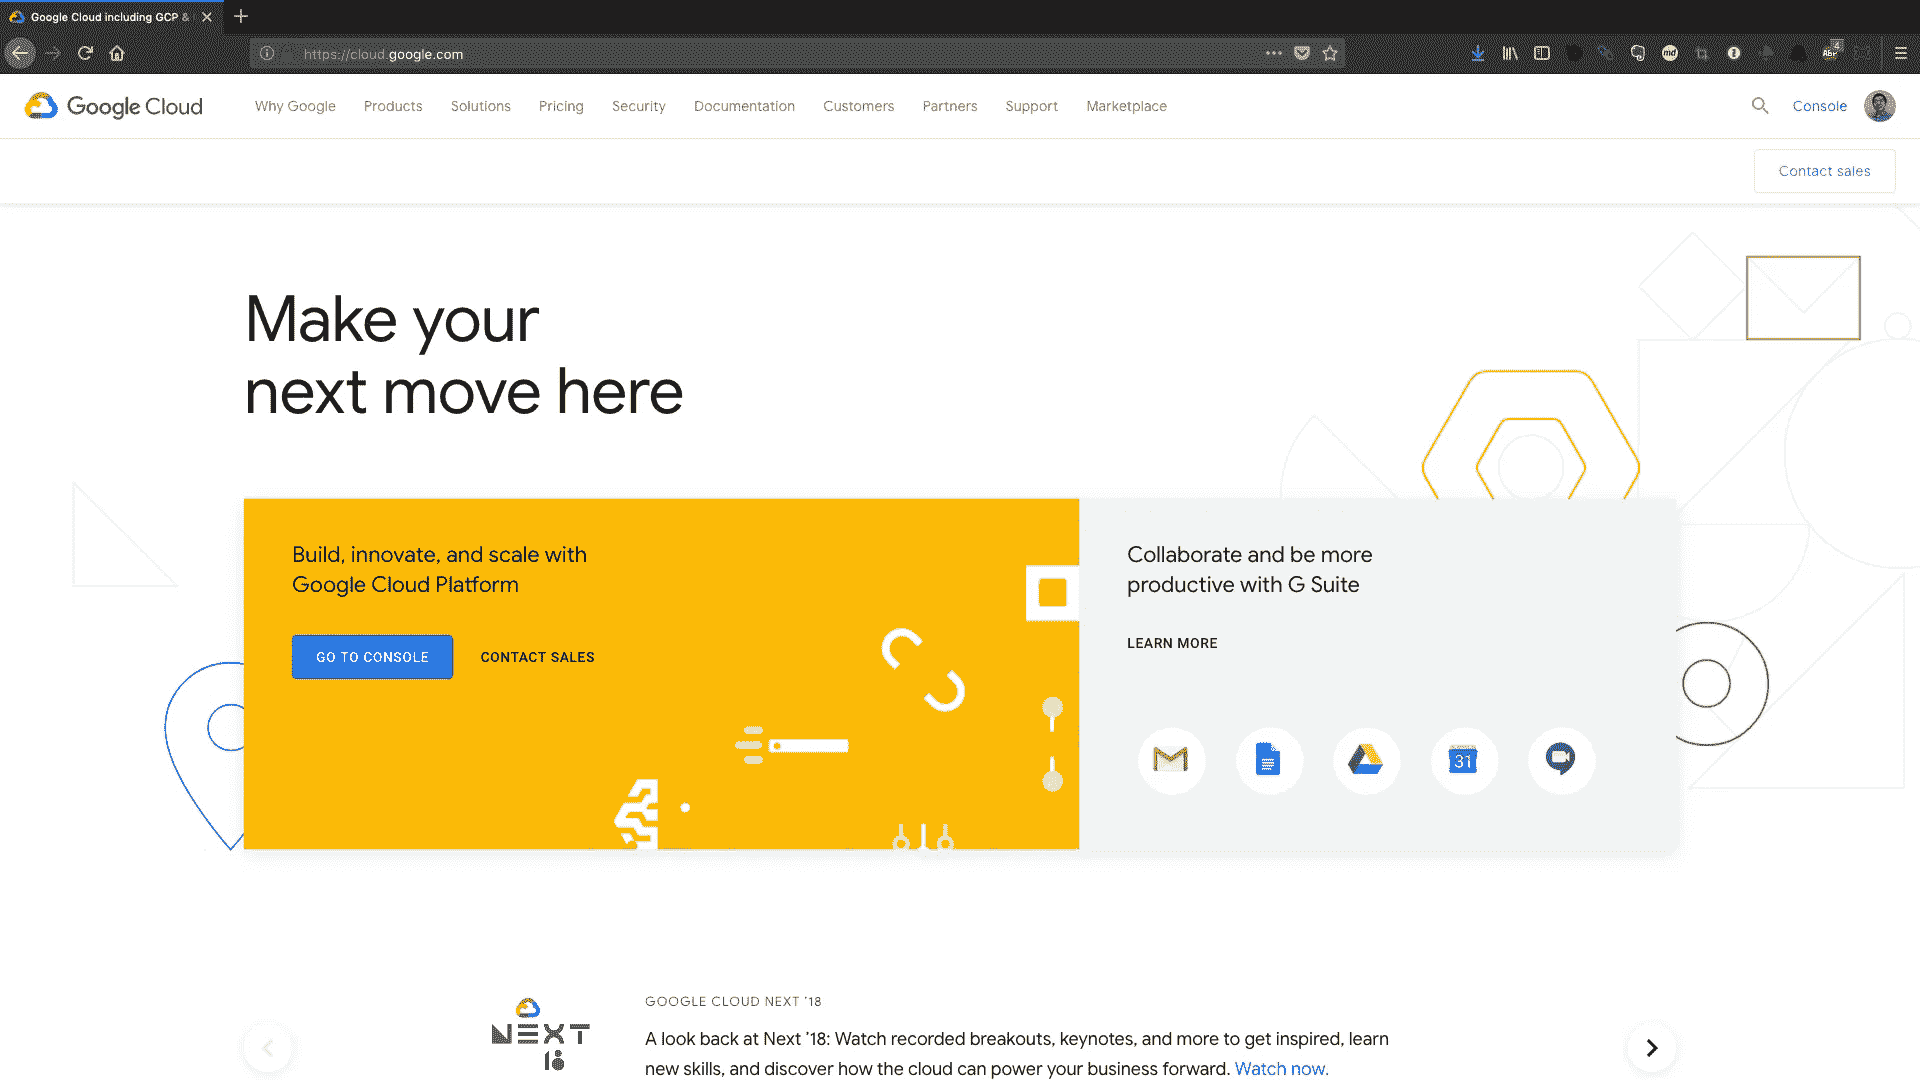 Google Cloud including GCP &
https://cloud.google.com
4
Google Cloud
Why Google
Products
Solutions
Pricing
Security
Documentation
Customers
Partners
Support
Marketplace
Console
Contact sales
Make your
next move here
Build, innovate, and scale with
Google Cloud Platform
GO TO CONSOLE
CONTACT SALES
Collaborate and be more
productive with G Suite
LEARN MORE
31
NEXT
18
GOOGLE CLOUD NEXT '18
A look back at Next '18: Watch recorded breakouts, keynotes, and more to get inspired, learn
new skills, and discover how the cloud can power your business forward. Watch now.